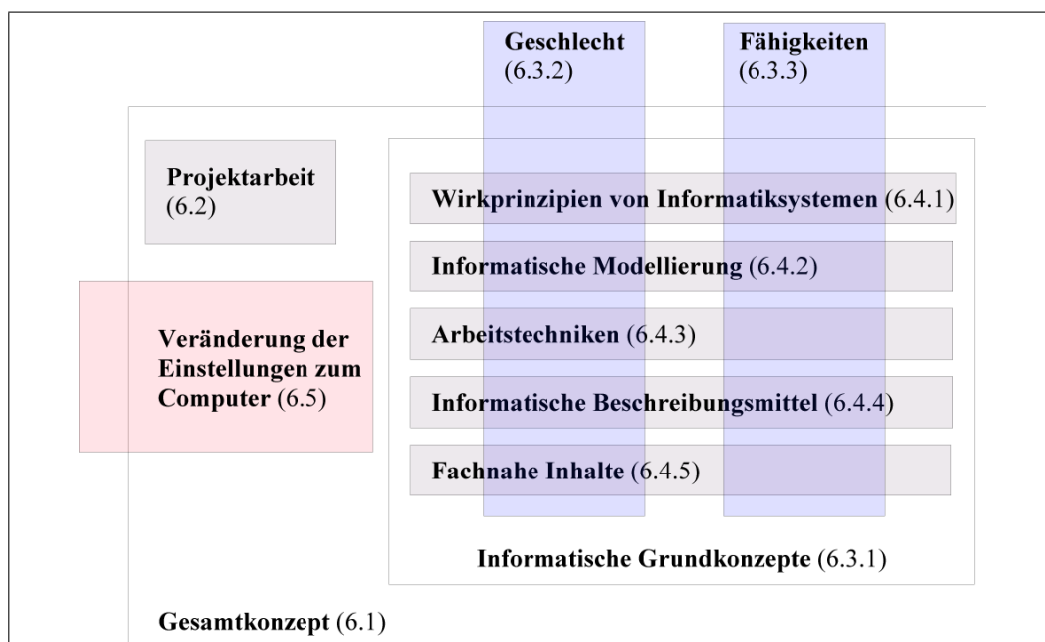 Geschlecht
(6.3.2)
Fähigkeiten
(6.3.3)
Projektarbeit
(6.2)
Wirkprinzipien von Informatiksystemen (6.4.1)
Informatische Modellierung (6.4.2)
Veränderung der
Einstellungen zum
Computer (6.5)
Arbeitstechniken (6.4.3)
Informatische Beschreibungsmittel (6.4.4)
Fachnahe Inhalte (6.4.5)
Informatische Grundkonzepte (6.3.1)
Gesamtkonzept (6.1)